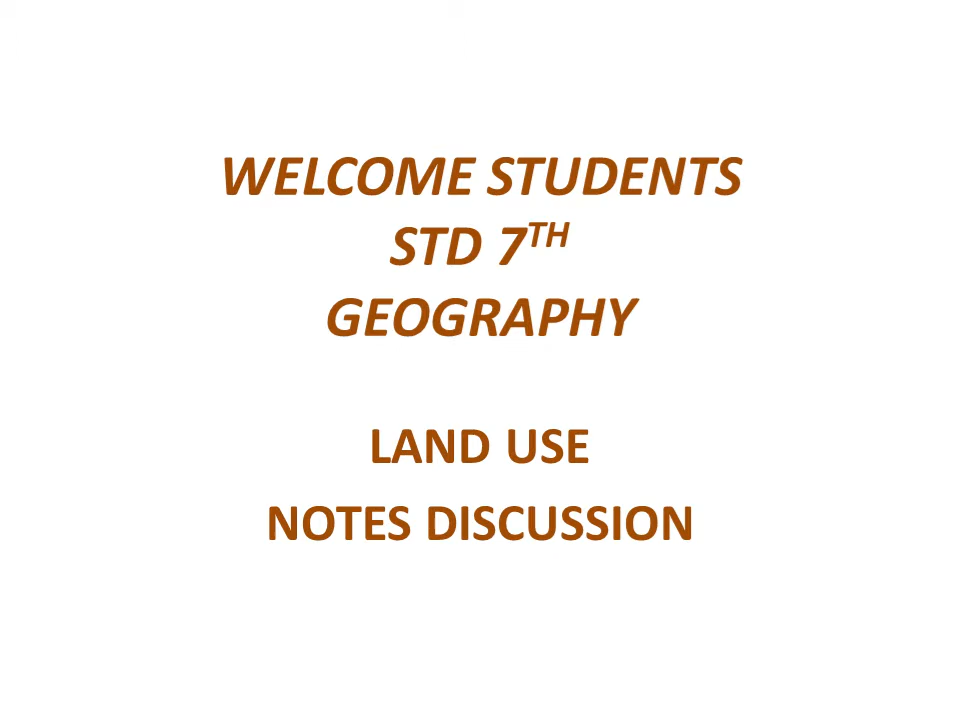 WELCOME STUDENTS
STD 7TH
GEOGRAPHY
LAND USE
NOTES DISCUSSION